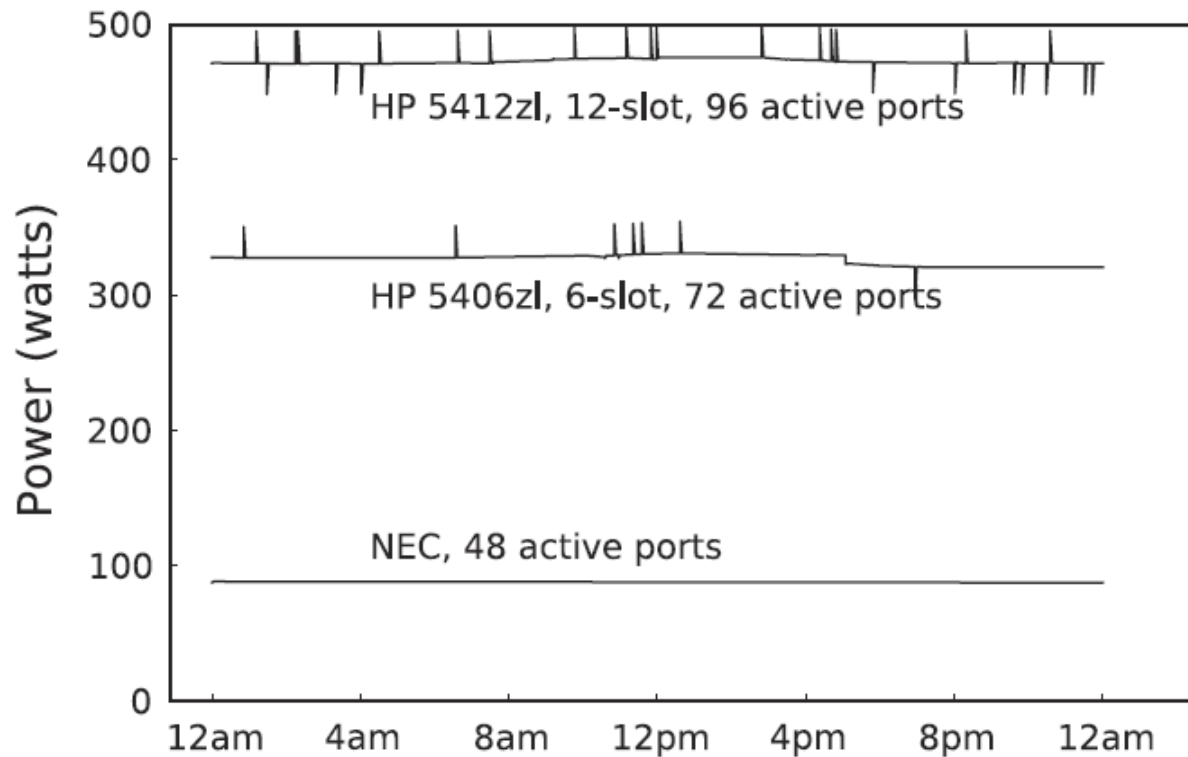 500
HP 5412zl, 12-slot, 96 active ports
400
HP 5406zl, 6-slot, 72 active ports
300
200
NEC, 48 active ports
100
0
12am 4am 8am 12pm 4pm 8pm 12am
Power (watts)